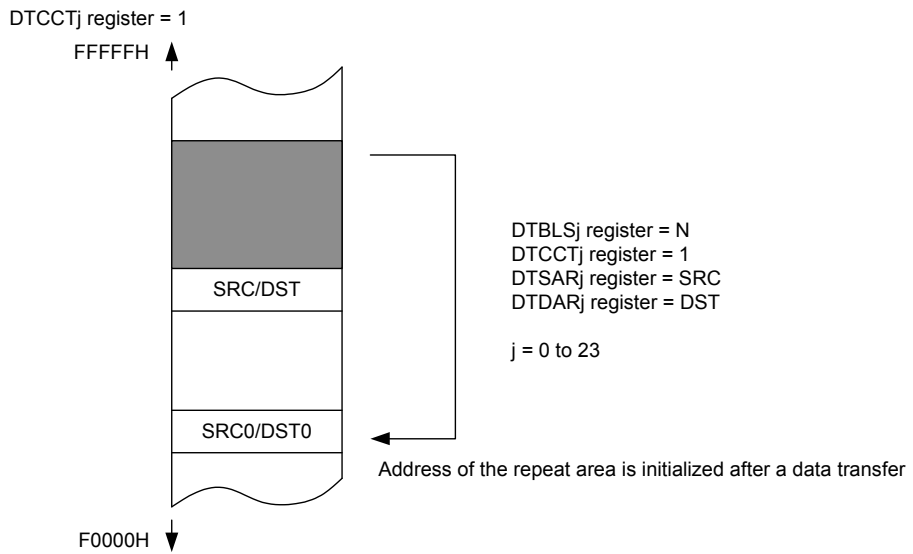 DTCCTj register = 1
FFFFFH
DTBLSj register = N
DTCCTj register = 1
DTSARj register = SRC
DTDARj register = DST
SRC/DST
j = 0 to 23
SRC0/DST0
Address of the repeat area is initialized after a data transfer
F0000H